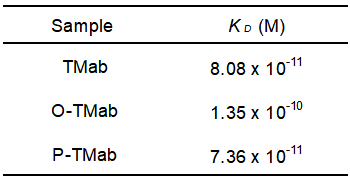 Sample K D (M)
TMab 8.08 x 10⁻¹¹
O-TMab 1.35 x 10⁻¹⁰
P-TMab 7.36 x 10⁻¹¹